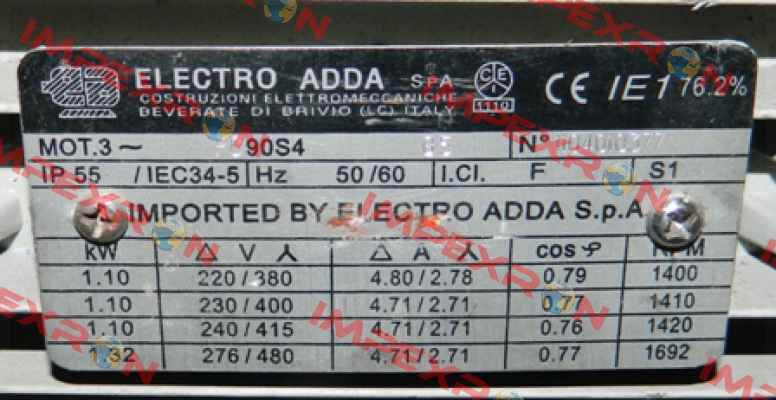 ELECTRO ADDA S.P.A. CE IE1 76.2%
COSTRUZIONI ELETTROMECCANICHE
BEVERATE DI BRIVIO (LC), ITALY 1110
MOT.3 ~ 90S4 N°
IP 55 / IEC34-5 Hz 50/60 I.Cl. F S1
IMPORTED BY ELECTRO ADDA S.p.A
kW Δ V ⅄ Δ A ⅄ cos φ RPM
1.10 220/380 4.80/2.78 0.79 1400
1.10 230/400 4.71/2.71 0.77 1410
1.10 240/415 4.71/2.71 0.76 1420
1.32 276/480 4.71/2.71 0.77 1692
IMPEXRON